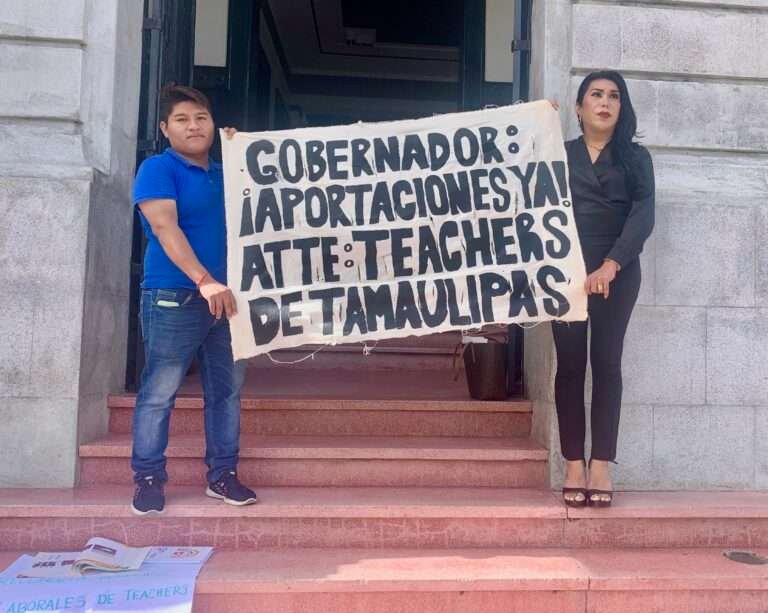 GOBERNADOR:
¡APORTACIONES YA!
ATTE: TEACHERS
DE TAMAULIPAS
LABORALES DE TEACHERS